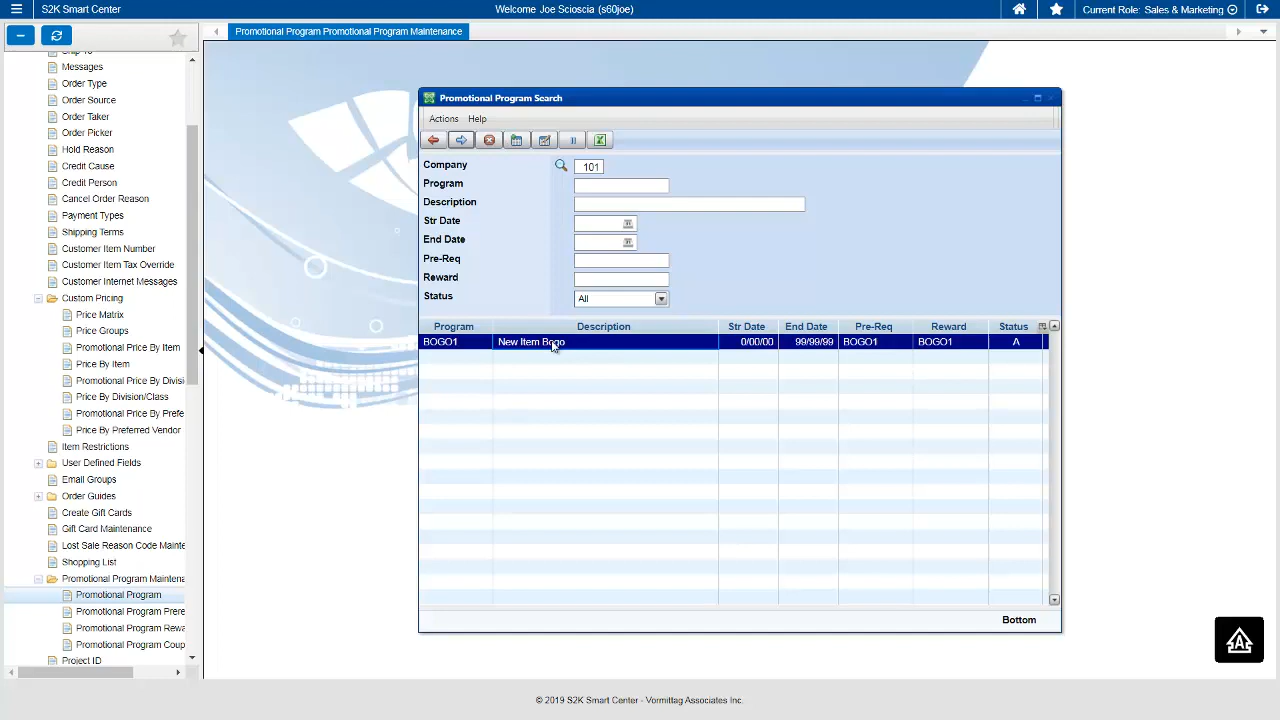 S2K Smart Center
Welcome Joe Scioscia (s60joe)
Current Role: Sales & Marketing
Promotional Program Promotional Program Maintenance
Messages
Order Type
Order Source
Order Taker
Order Picker
Hold Reason
Credit Cause
Credit Person
Cancel Order Reason
Payment Types
Shipping Terms
Customer Item Number
Customer Item Tax Override
Customer Internet Messages
Custom Pricing
Price Matrix
Price Groups
Promotional Price By Item
Price By Item
Promotional Price By Divisi
Price By Division/Class
Promotional Price By Prefe
Price By Preferred Vendor
Item Restrictions
User Defined Fields
Email Groups
Order Guides
Create Gift Cards
Gift Card Maintenance
Lost Sale Reason Code Mainte
Shopping List
Promotional Program Maintena
Promotional Program
Promotional Program Prere
Promotional Program Rewa
Promotional Program Coup
Project ID
Promotional Program Search
Actions Help
Company 101
Program
Description
Str Date
End Date
Pre-Req
Reward
Status All
Program Description Str Date End Date Pre-Req Reward Status
BOGO1 New Item Bogo 0/00/00 99/99/99 BOGO1 BOGO1 A
Bottom
A
© 2019 S2K Smart Center - Vormittag Associates Inc.